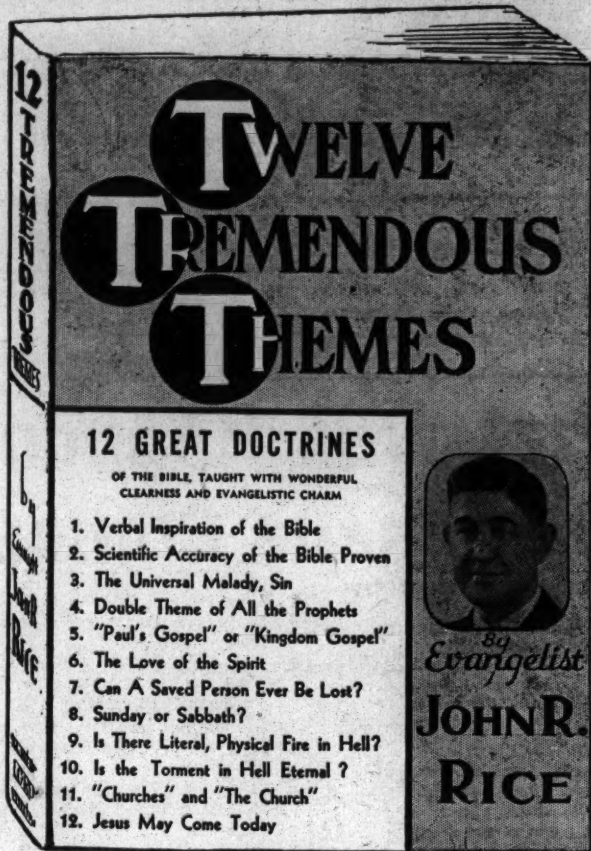 12
TREMENDOUS
THEMES
by
Evangelist
John R.
RICE
SWORD
TWELVE
TREMENDOUS
THEMES
12 GREAT DOCTRINES
OF THE BIBLE, TAUGHT WITH WONDERFUL
CLEARNESS AND EVANGELISTIC CHARM
1. Verbal Inspiration of the Bible
2. Scientific Accuracy of the Bible Proven
3. The Universal Malady, Sin
4. Double Theme of All the Prophets
5. "Paul's Gospel" or "Kingdom Gospel"
6. The Love of the Spirit
7. Can A Saved Person Ever Be Lost?
8. Sunday or Sabbath?
9. Is There Literal, Physical Fire in Hell?
10. Is the Torment in Hell Eternal ?
11. "Churches" and "The Church"
12. Jesus May Come Today
By
Evangelist
JOHN R.
RICE